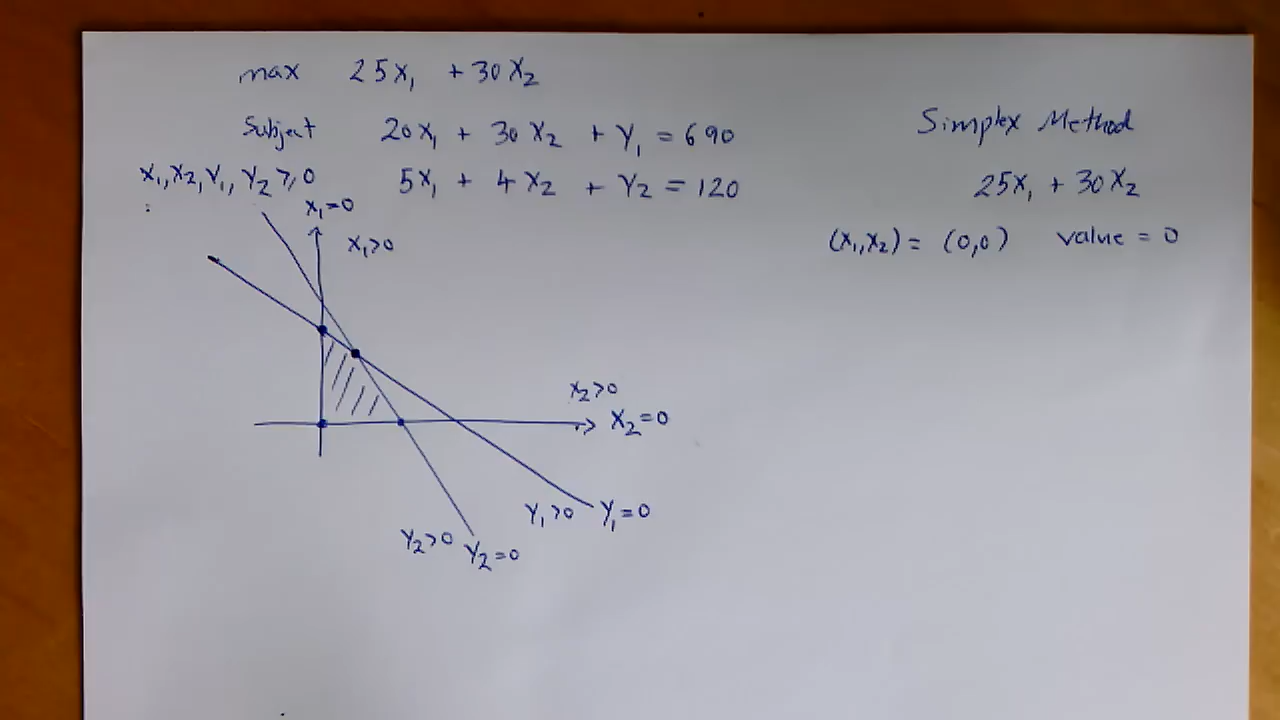 max 25x₁ + 30x₂
Subject 20x₁ + 30x₂ + Y₁ = 690
x₁, x₂, Y₁, Y₂ ⩾ 0 5x₁ + 4x₂ + Y₂ = 120
x₁=0
x₁>0
x₂>0
x₂=0
Y₁>0 Y₁=0
Y₂>0 Y₂=0
Simplex Method
25x₁ + 30x₂
(x₁,x₂) = (0,0) value = 0